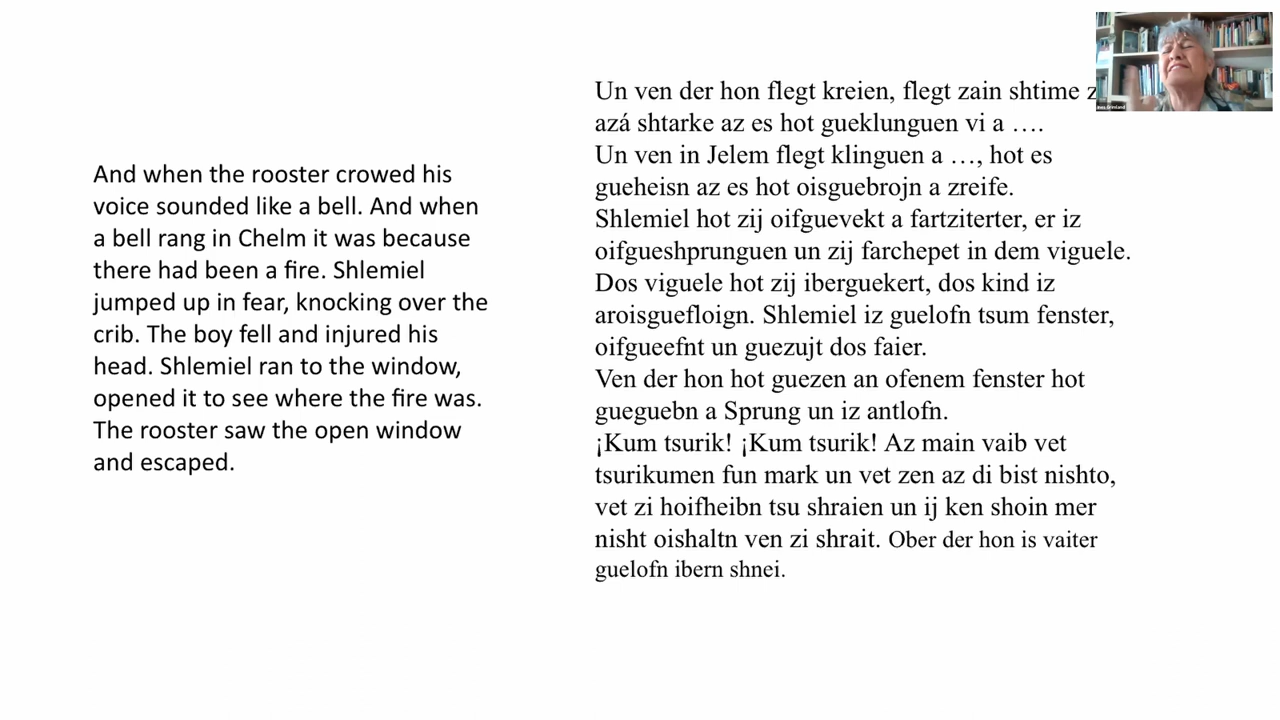 And when the rooster crowed his
voice sounded like a bell. And when
a bell rang in Chelm it was because
there had been a fire. Shlemiel
jumped up in fear, knocking over the
crib. The boy fell and injured his
head. Shlemiel ran to the window,
opened it to see where the fire was.
The rooster saw the open window
and escaped.
Un ven der hon flegt kreien, flegt zain shtime
azá shtarke az es hot gueklunguen vi a ….
Un ven in Jelem flegt klinguen a …, hot es
gueheisn az es hot oisguebrojn a zreife.
Shlemiel hot zij oifguevekt a fartziterter, er iz
oifgueshprunguen un zij farchepet in dem viguele.
Dos viguele hot zij iberguekert, dos kind iz
aroisguefloign. Shlemiel iz guelofn tsum fenster,
oifgueefnt un guezujt dos faier.
Ven der hon hot guezen an ofenem fenster hot
gueguebn a Sprung un iz antlofn.
¡Kum tsurik! ¡Kum tsurik! Az main vaib vet
tsurikumen fun mark un vet zen az di bist nishto,
vet zi hoifheibn tsu shraien un ij ken shoin mer
nisht oishaltn ven zi shrait. Ober der hon is vaiter
guelofn ibern shnei.